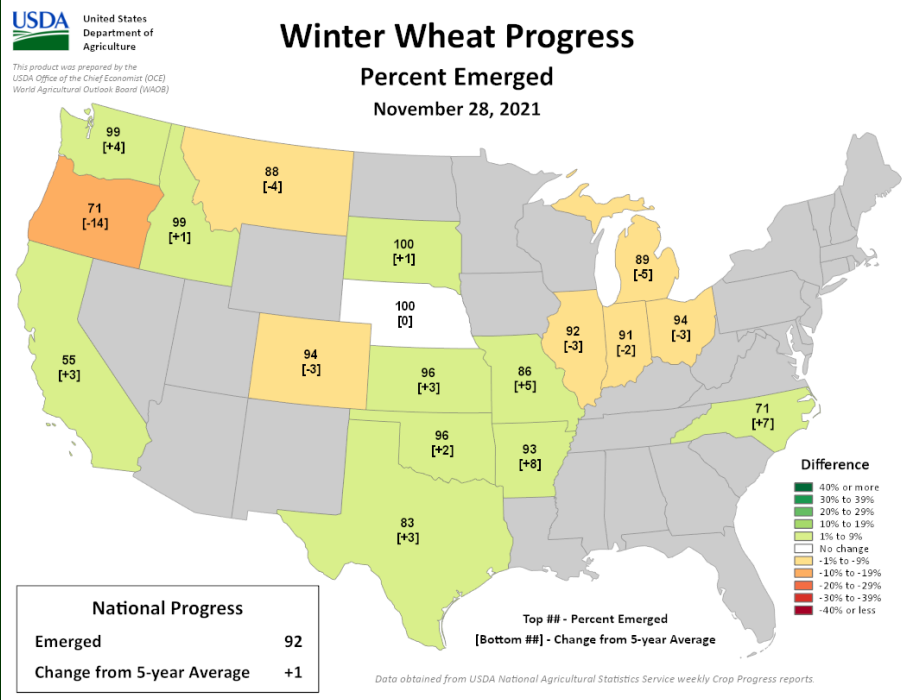 USDA
United States
Department of
Agriculture
This product was prepared by the
USDA Office of the Chief Economist (OCE)
World Agricultural Outlook Board (WAOB)
Winter Wheat Progress
Percent Emerged
November 28, 2021
99
[+4]
88
[-4]
71
[-14]
99
[+1]
100
[+1]
89
[-5]
100
[0]
92
[-3]
91
[-2]
94
[-3]
94
[-3]
55
[+3]
96
[+3]
86
[+5]
71
[+7]
96
[+2]
93
[+8]
83
[+3]
Difference
40% or more
30% to 39%
20% to 29%
10% to 19%
1% to 9%
No change
-1% to -9%
-10% to -19%
-20% to -29%
-30% to -39%
-40% or less
National Progress
Emerged 92
Change from 5-year Average +1
Top ## - Percent Emerged
[Bottom ##] - Change from 5-year Average
Data obtained from USDA National Agricultural Statistics Service weekly Crop Progress reports.